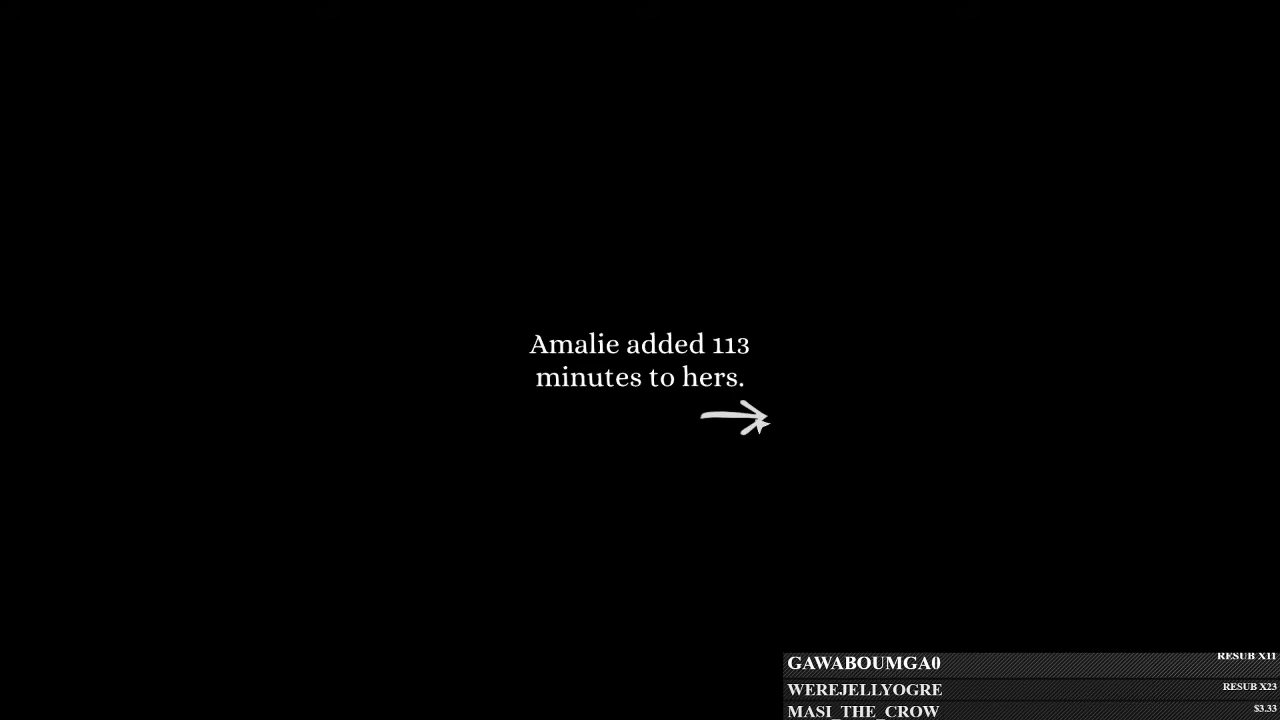 Amalie added 113
minutes to hers.
GAWABOUMGA0 RESUB X11
WEREJELLYOGRE RESUB X23
MASI_THE_CROW $3.33